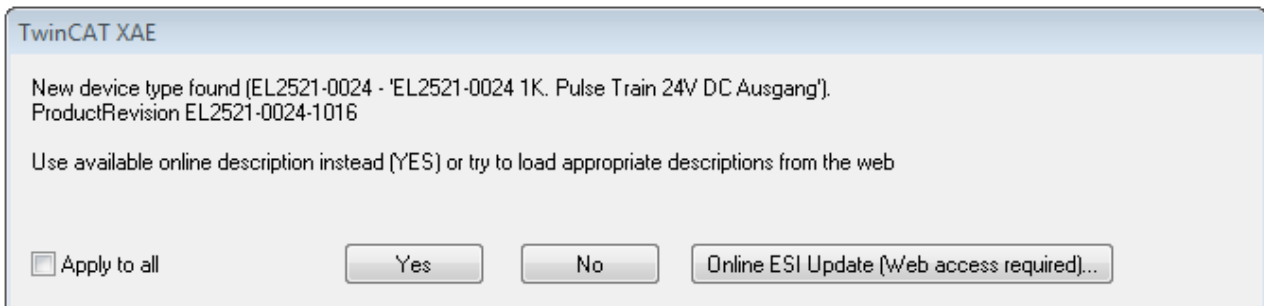 TwinCAT XAE
New device type found (EL2521-0024 - 'EL2521-0024 1K. Pulse Train 24V DC Ausgang').
ProductRevision EL2521-0024-1016
Use available online description instead (YES) or try to load appropriate descriptions from the web
Apply to all
Yes
No
Online ESI Update (Web access required)...